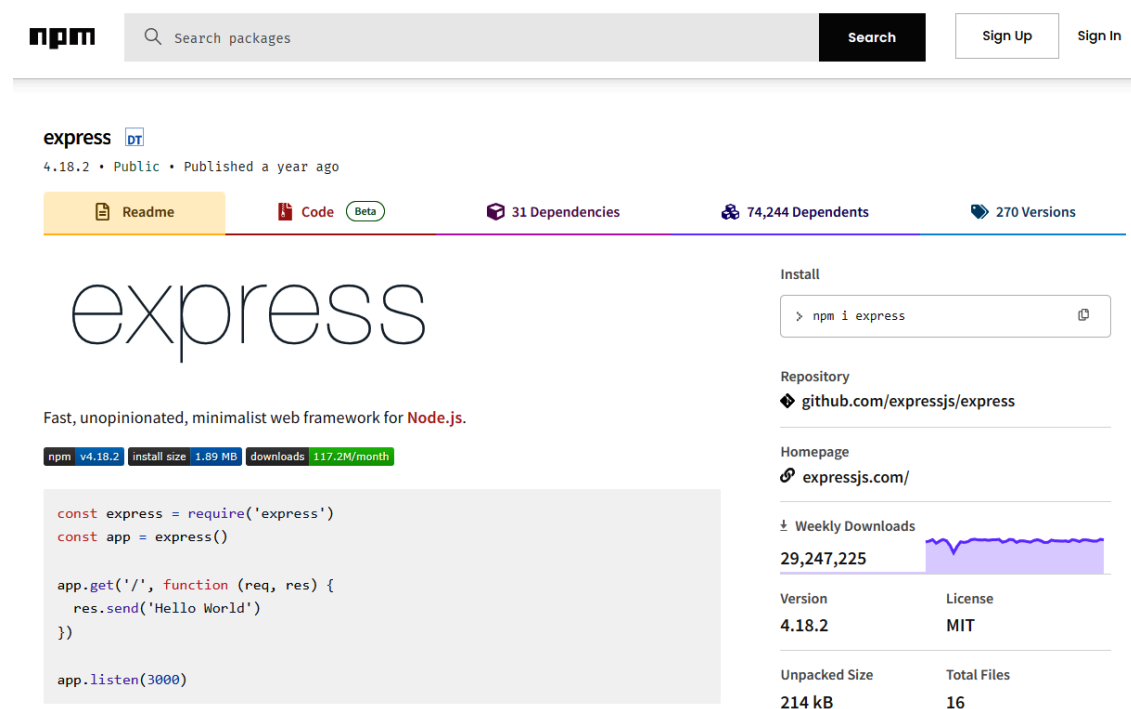 npm
Search packages
Search
Sign Up
Sign In
express DT
4.18.2 • Public • Published a year ago
Readme
Code Beta
31 Dependencies
74,244 Dependents
270 Versions
express
Fast, unopinionated, minimalist web framework for Node.js.
npm v4.18.2 install size 1.89 MB downloads 117.2M/month
const express = require('express')
const app = express()
app.get('/', function (req, res) {
  res.send('Hello World')
})
app.listen(3000)
Install
> npm i express
Repository
github.com/expressjs/express
Homepage
expressjs.com/
Weekly Downloads
29,247,225
Version
4.18.2
License
MIT
Unpacked Size
214 kB
Total Files
16